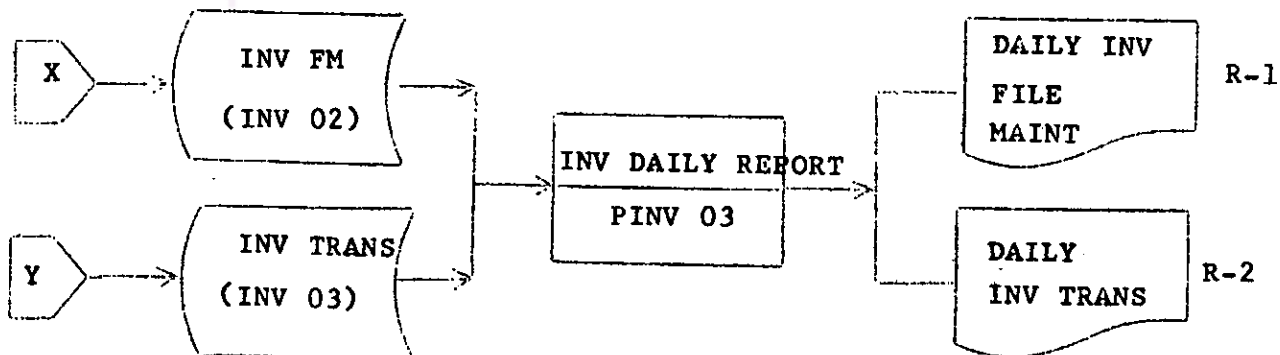 X
INV FM
(INV 02)
Y
INV TRANS
(INV 03)
INV DAILY REPORT
PINV 03
DAILY INV
FILE
MAINT
R-1
DAILY
INV TRANS
R-2